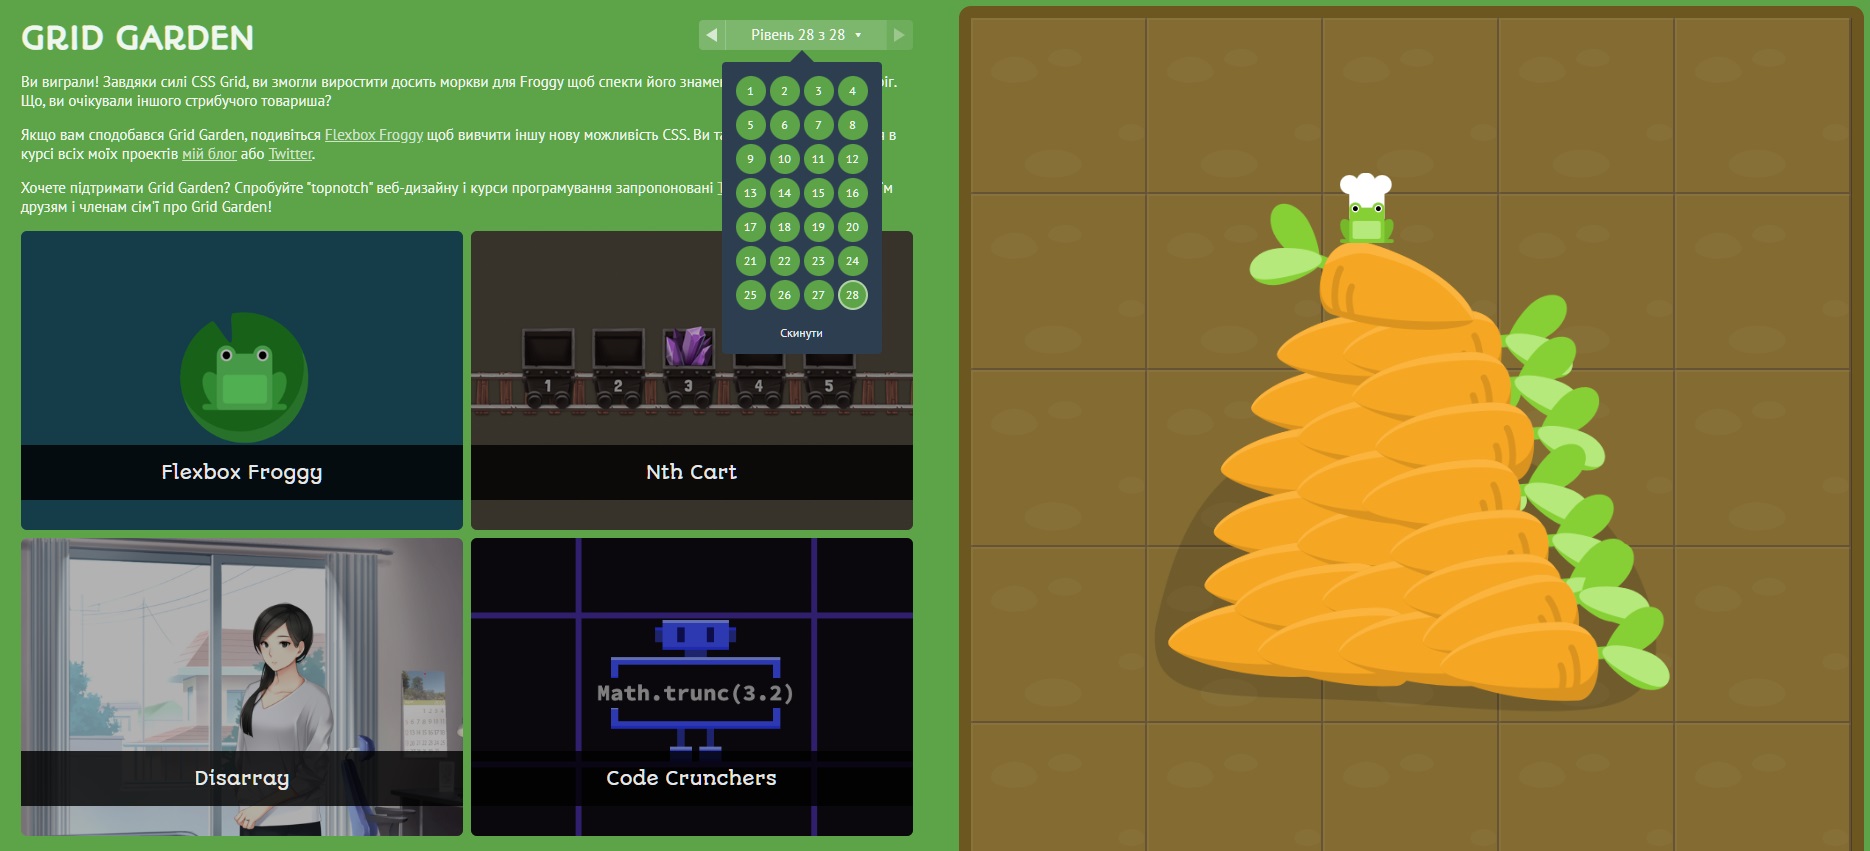 GRID GARDEN
Рівень 28 з 28
Ви виграли! Завдяки силі CSS Grid, ви змогли виростити досить моркви для Froggy щоб спекти його
Що, ви очікували іншого стрибучого товариша?
Якщо вам сподобався Grid Garden, подивіться Flexbox Froggy щоб вивчити іншу нову можливість CSS. Ви в
курсі всіх моїх проектів мій блог або Twitter.
Хочете підтримати Grid Garden? Спробуйте "topnotch" веб-дизайну і курси програмування запропоновані
друзям і членам сім'ї про Grid Garden!
1 2 3 4
5 6 7 8
9 10 11 12
13 14 15 16
17 18 19 20
21 22 23 24
25 26 27 28
Скинути
Flexbox Froggy
1 2 3 4 5
Nth Cart
Disarray
Math.trunc(3.2)
Code Crunchers